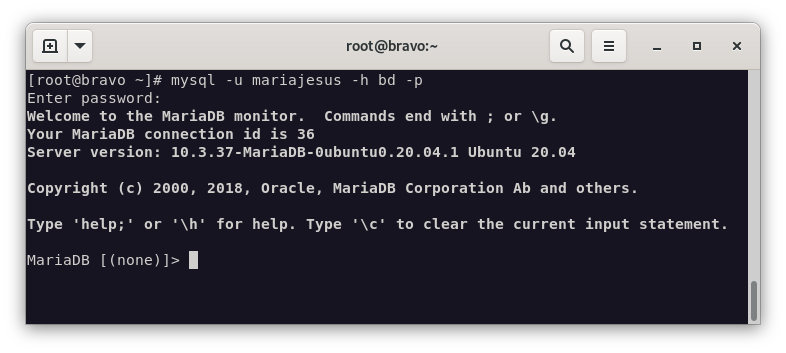 root@bravo:~
[root@bravo ~]# mysql -u mariajesus -h bd -p
Enter password:
Welcome to the MariaDB monitor.  Commands end with ; or \g.
Your MariaDB connection id is 36
Server version: 10.3.37-MariaDB-0ubuntu0.20.04.1 Ubuntu 20.04
Copyright (c) 2000, 2018, Oracle, MariaDB Corporation Ab and others.
Type 'help;' or '\h' for help. Type '\c' to clear the current input statement.
MariaDB [(none)]>